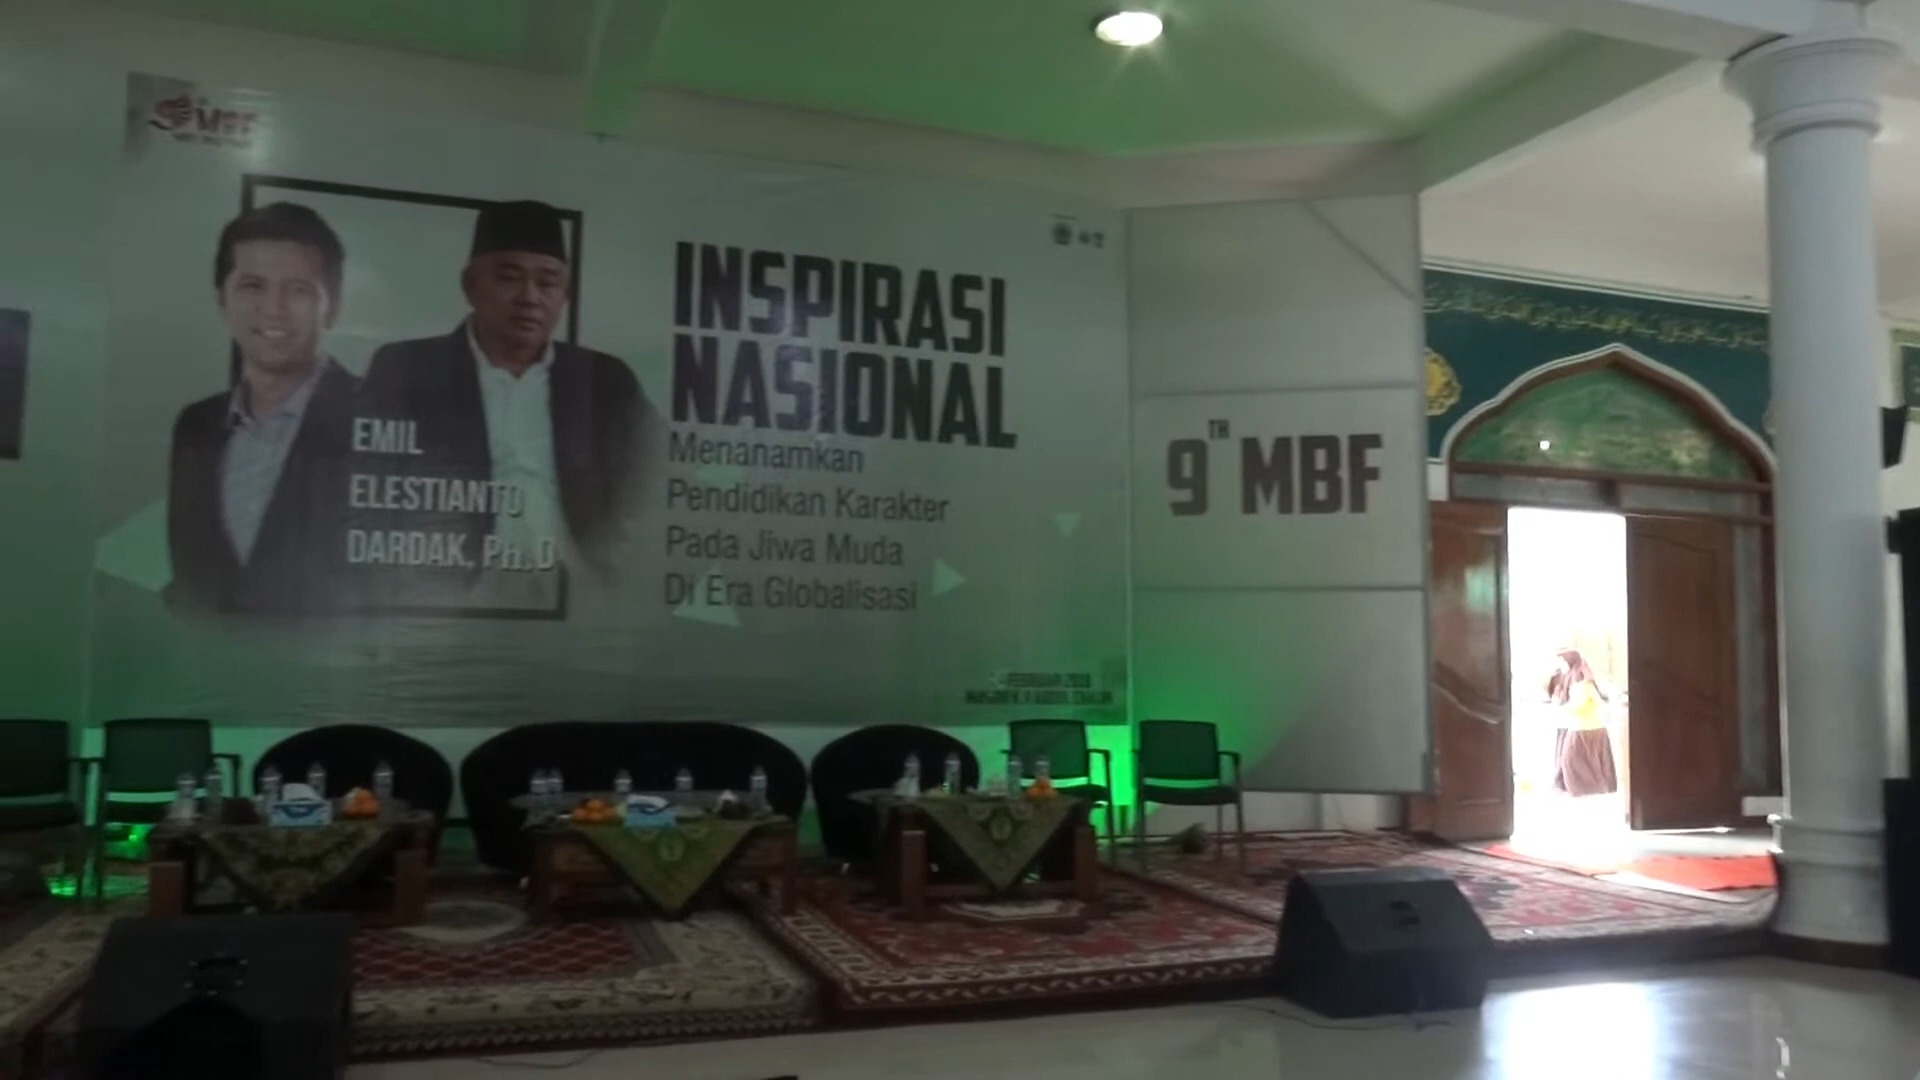 INSPIRASI
NASIONAL
Menanamkan
Pendidikan Karakter
Pada Jiwa Muda
Di Era Globalisasi
EMIL
ELESTIANTO
DARDAK, Ph.D
9TH MBF